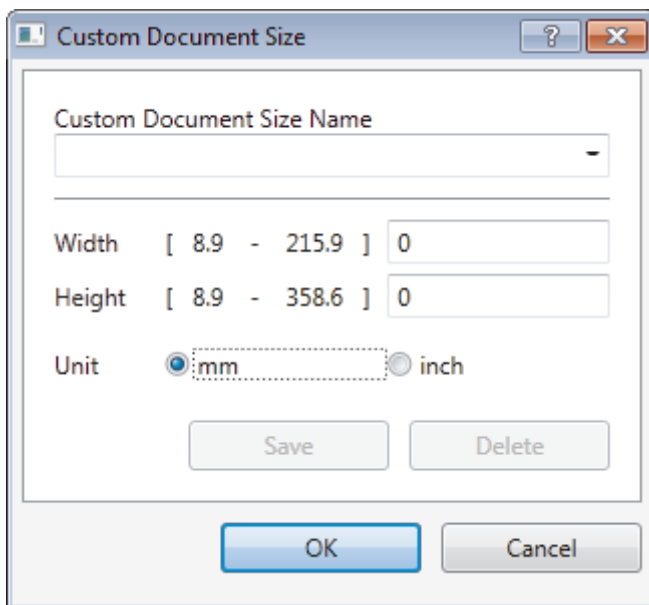 Custom Document Size
Custom Document Size Name
Width [ 8.9 - 215.9 ] 0
Height [ 8.9 - 358.6 ] 0
Unit mm inch
Save Delete
OK Cancel